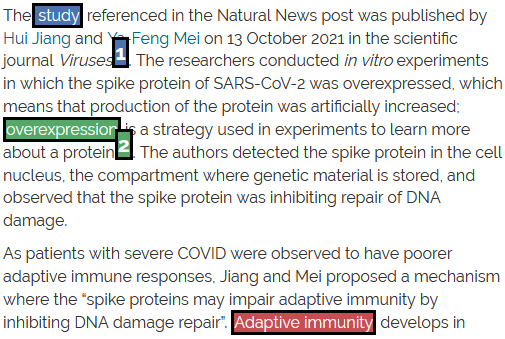 The study referenced in the Natural News post was published by
Hui Jiang and Ya-Feng Mei on 13 October 2021 in the scientific
journal Viruses 1. The researchers conducted in vitro experiments
in which the spike protein of SARS-CoV-2 was overexpressed, which
means that production of the protein was artificially increased;
overexpression is a strategy used in experiments to learn more
about a protein 2. The authors detected the spike protein in the cell
nucleus, the compartment where genetic material is stored, and
observed that the spike protein was inhibiting repair of DNA
damage.
As patients with severe COVID were observed to have poorer
adaptive immune responses, Jiang and Mei proposed a mechanism
where the “spike proteins may impair adaptive immunity by
inhibiting DNA damage repair”. Adaptive immunity develops in